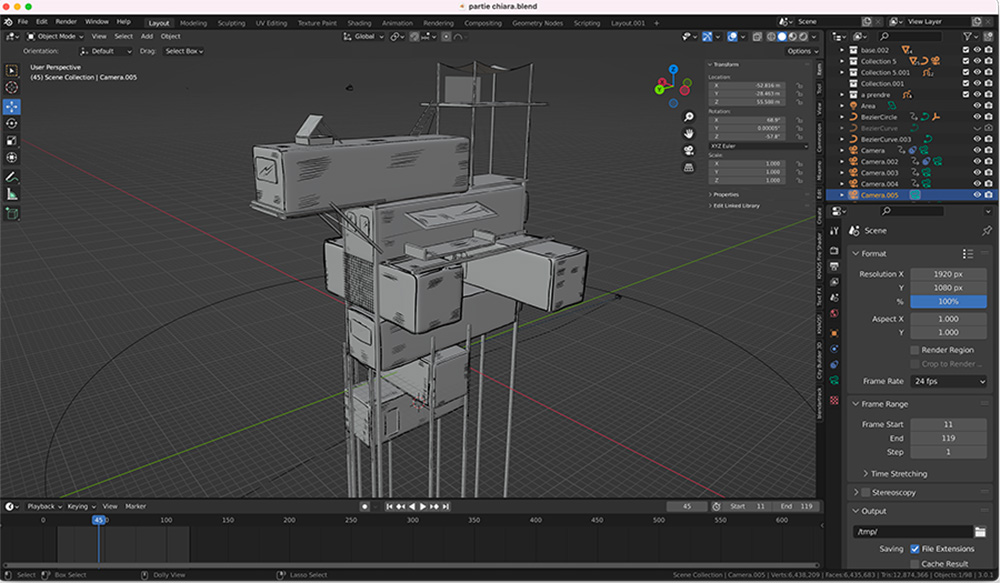 partie chiara.blend
File Edit Render Window Help Layout Modeling Sculpting UV Editing Texture Paint Shading Animation Rendering Compositing Geometry Nodes Scripting Layout.001 + Scene View Layer
Object Mode View Select Add Object Global
Orientation: Default Drag: Select Box Options
User Perspective
(45) Scene Collection | Camera.005
Transform
Location:
X -52.816 m
Y -28.403 m
Z 55.508 m
Rotation:
X 68.9°
Y 0.00005°
Z -57.8°
XYZ Euler
Scale:
X 1.000
Y 1.000
Z 1.000
Properties
Edit Linked Library
Item
Tool
View
Edit
Create
City Builder 3D
base.002
Collection 5
Collection 5.001
Collection.001
a prendre
Area
BezierCircle
BezierCurve
BezierCurve.003
Camera
Camera.002
Camera.003
Camera.004
Camera.005
Scene
Format
Resolution X 1920 px
Y 1080 px
% 100%
Aspect X 1.000
Y 1.000
Render Region
Crop to Render ...
Frame Rate 24 fps
Frame Range
Frame Start 11
End 119
Step 1
Time Stretching
Stereoscopy
Output
/tmp/
Saving File Extensions
Cache Result
Playback Keying View Marker 45 Start 11 End 119
0 45 100 150 200 250 300 350 400 450 500 550 600
Select Box Select Dolly View Lasso Select Scene Collection | Camera.005 | Verts:6,438,209 | Faces:6,435,683 | Tris:12,874,366 | Objects:1/98 | 3.0.1